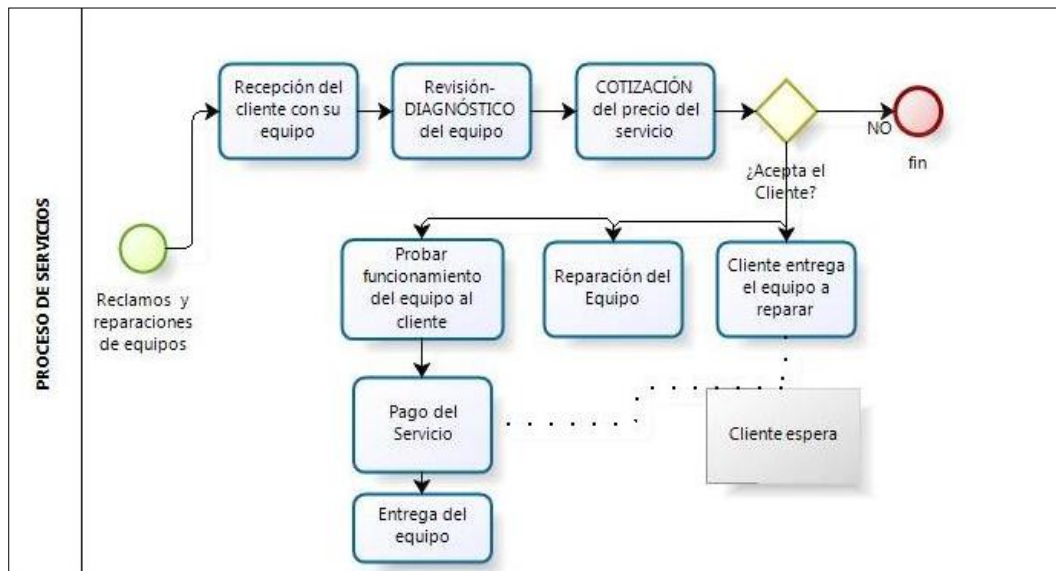 PROCESO DE SERVICIOS
Reclamos y
reparaciones
de equipos
Recepción del
cliente con su
equipo
Revisión-
DIAGNÓSTICO
del equipo
COTIZACIÓN
del precio del
servicio
¿Acepta el
Cliente?
NO
fin
Probar
funcionamiento
del equipo al
cliente
Reparación del
Equipo
Cliente entrega
el equipo a
reparar
Pago del
Servicio
Cliente espera
Entrega del
equipo